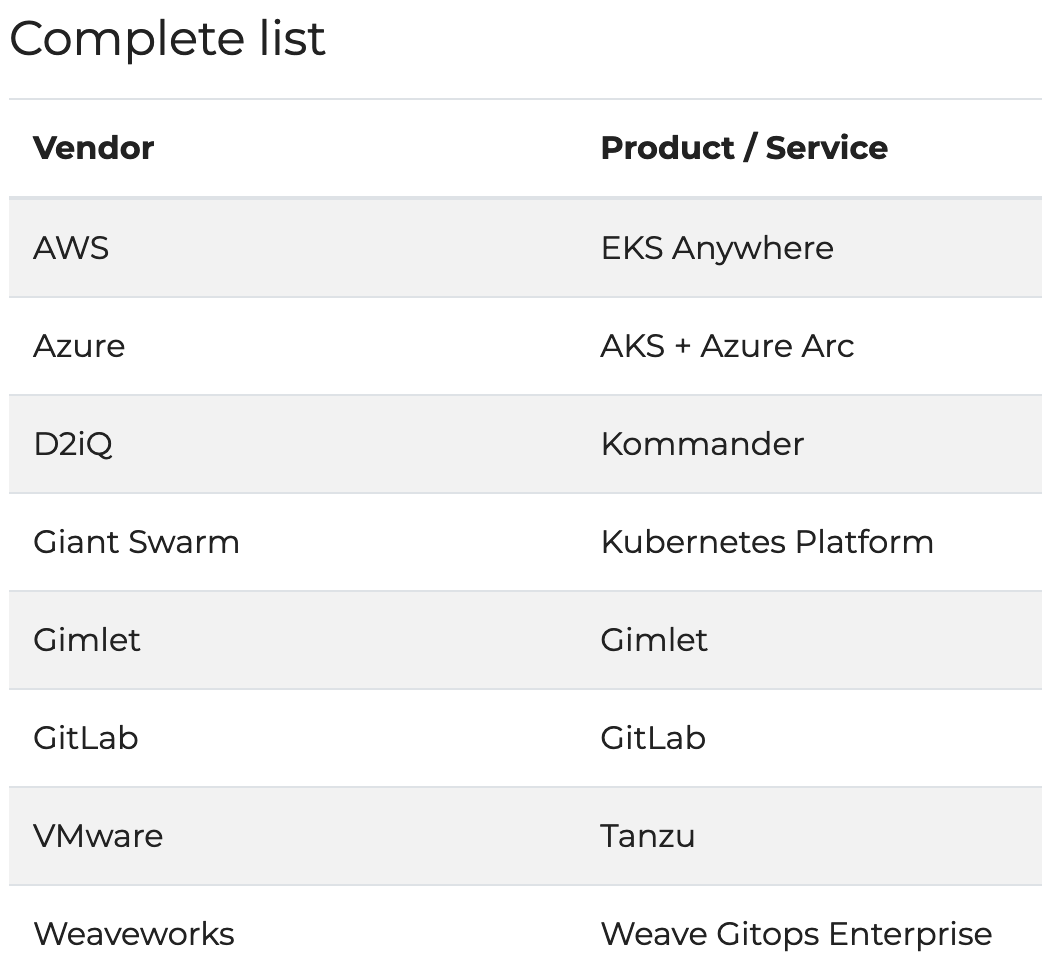 Complete list
Vendor Product / Service
AWS EKS Anywhere
Azure AKS + Azure Arc
D2iQ Kommander
Giant Swarm Kubernetes Platform
Gimlet Gimlet
GitLab GitLab
VMware Tanzu
Weaveworks Weave Gitops Enterprise